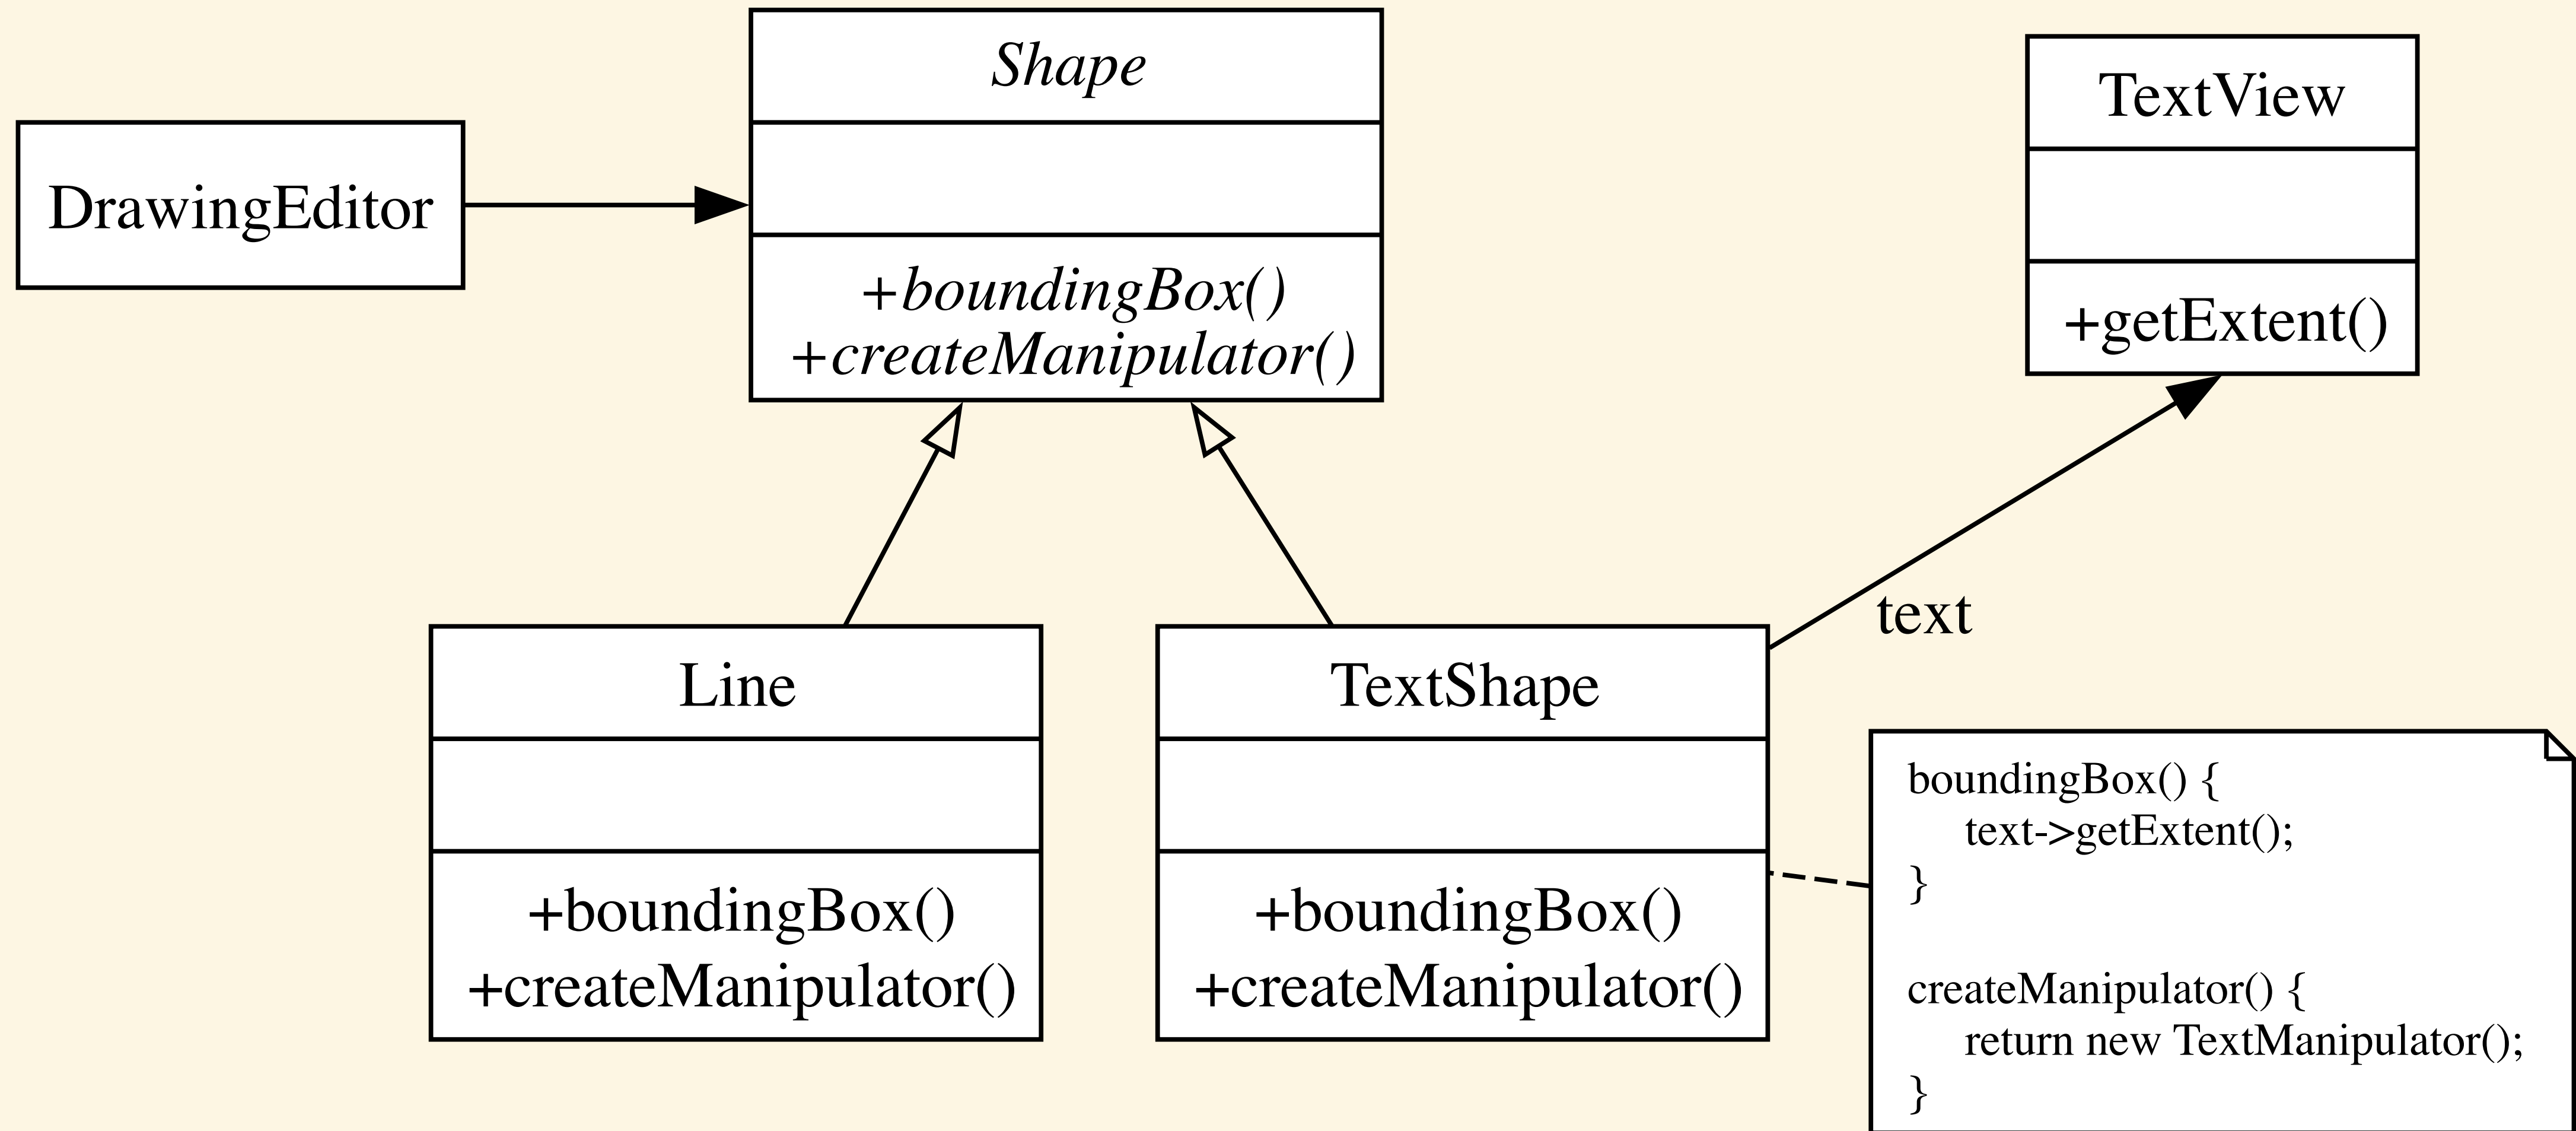 DrawingEditor
Shape
+boundingBox()
+createManipulator()
TextView
+getExtent()
text
Line
+boundingBox()
+createManipulator()
TextShape
+boundingBox()
+createManipulator()
boundingBox() {
text->getExtent();
}
createManipulator() {
return new TextManipulator();
}